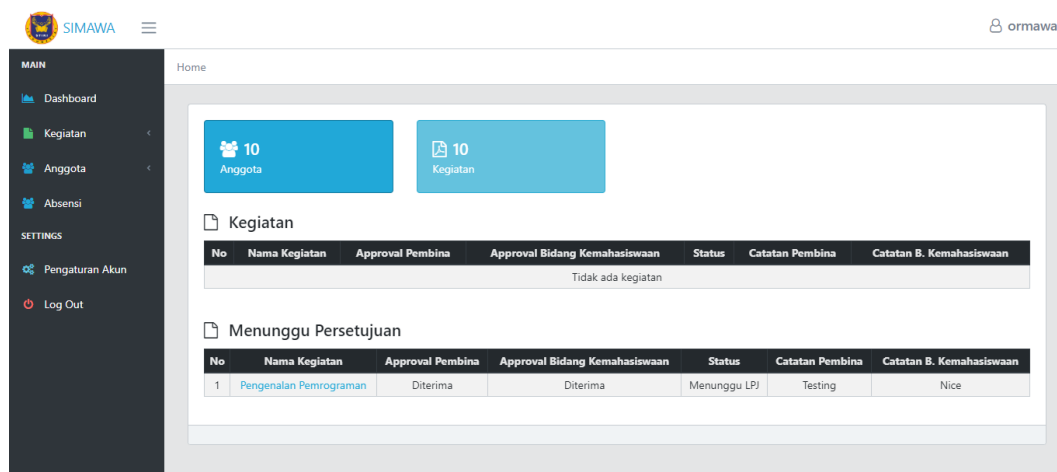 SIMAWA
ormawa
MAIN
Home
Dashboard
Kegiatan
Anggota
Absensi
SETTINGS
Pengaturan Akun
Log Out
10
Anggota
10
Kegiatan
Kegiatan
No Nama Kegiatan Approval Pembina Approval Bidang Kemahasiswaan Status Catatan Pembina Catatan B. Kemahasiswaan
Tidak ada kegiatan
Menunggu Persetujuan
No Nama Kegiatan Approval Pembina Approval Bidang Kemahasiswaan Status Catatan Pembina Catatan B. Kemahasiswaan
1 Pengenalan Pemrograman Diterima Diterima Menunggu LPJ Testing Nice